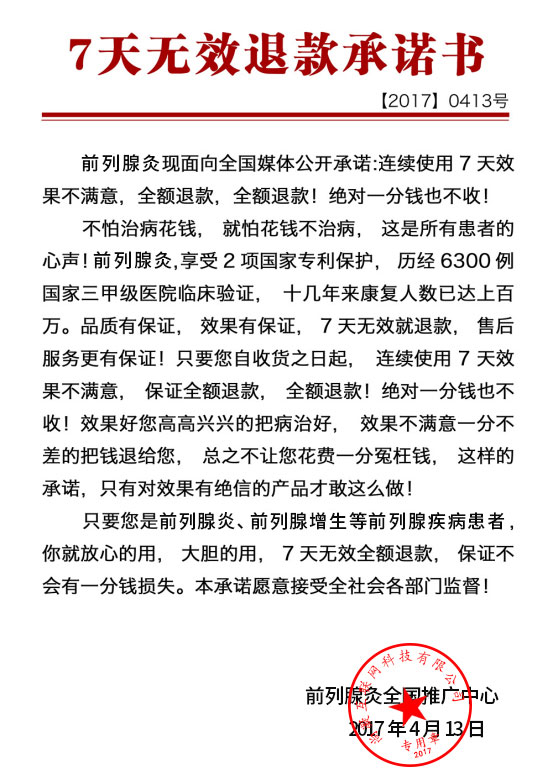 7天无效退款承诺书
【2017】0413号
前列腺灸现面向全国媒体公开承诺:连续使用7天效
果不满意，全额退款，全额退款！绝对一分钱也不收！
不怕治病花钱， 就怕花钱不治病， 这是所有患者的
心声！前列腺灸,享受2项国家专利保护， 历经6300例
国家三甲级医院临床验证， 十几年来康复人数已达上百
万。品质有保证， 效果有保证， 7天无效就退款， 售后
服务更有保证！只要您自收货之日起， 连续使用7天效
果不满意， 保证全额退款， 全额退款！绝对一分钱也不
收！效果好您高高兴兴的把病治好， 效果不满意一分不
差的把钱退给您， 总之不让您花费一分冤枉钱， 这样的
承诺，只有对效果有绝信的产品才敢这么做！
只要您是前列腺炎、前列腺增生等前列腺疾病患者，
你就放心的用， 大胆的用， 7天无效全额退款， 保证不
会有一分钱损失。本承诺愿意接受全社会各部门监督！
前列腺灸全国推广中心
2017年4月13日
联网科技有限公司
专用章
2017